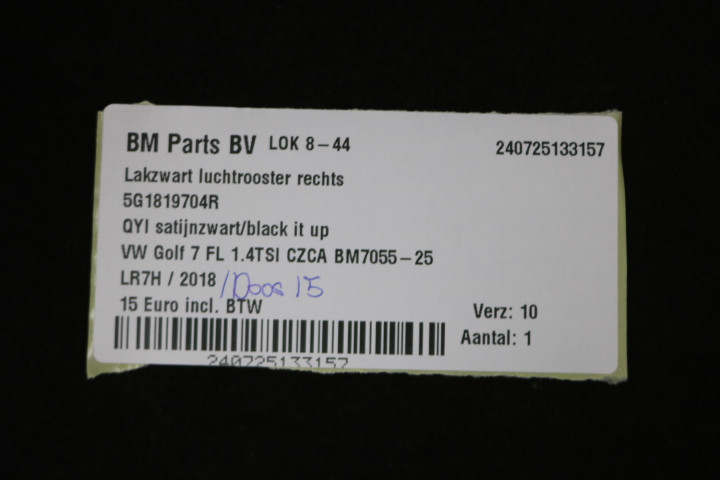 BM Parts BV LOK 8-44 240725133157
Lakzwart luchtrooster rechts
5G1819704R
QYI satijnzwart/black it up
VW Golf 7 FL 1.4TSI CZCA BM7055-25
LR7H / 2018 /Doos 15
15 Euro incl. BTW Verz: 10
Aantal: 1
240725133157